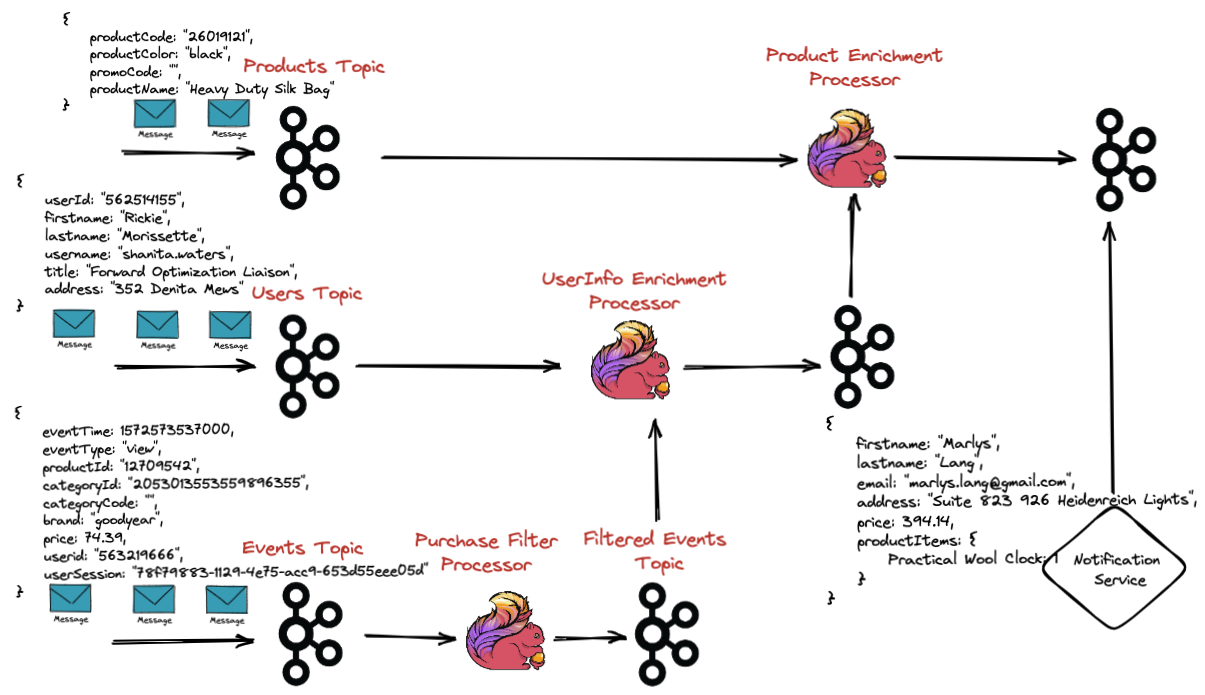 {
productCode: "26019121",
productColor: "black",
promoCode: "",
productName: "Heavy Duty Silk Bag"
}
Products Topic
Message
Message
Product Enrichment
Processor
{
userId: "562514155",
firstname: "Rickie",
lastname: "Morissette",
username: "shanita.waters",
title: "Forward Optimization Liaison",
address: "352 Denita Mews"
}
Users Topic
Message
Message
Message
UserInfo Enrichment
Processor
{
eventTime: 1572573537000,
eventType: "view",
productId: "12709542",
categoryId: "2053013553559896355",
categoryCode: "",
brand: "goodyear",
price: 74.39,
userid: "563219666",
userSession: "78f79883-1129-4e75-acc9-653d55eee05d"
}
Events Topic
Message
Message
Message
Purchase Filter
Processor
Filtered Events
Topic
{
firstname: "Marlys",
lastname: "Lang",
email: "marlys.lang@gmail.com",
address: "Suite 823 926 Heidenreich Lights",
price: 394.14,
productItems: {
Practical Wool Clock: 1
}
}
Notification
Service